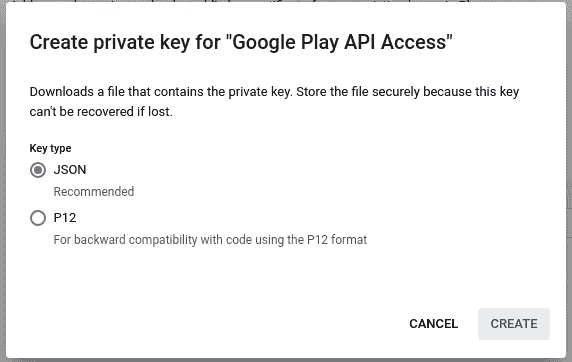 Create private key for "Google Play API Access"
Downloads a file that contains the private key. Store the file securely because this key
can't be recovered if lost.
Key type
JSON
Recommended
P12
For backward compatibility with code using the P12 format
CANCEL
CREATE